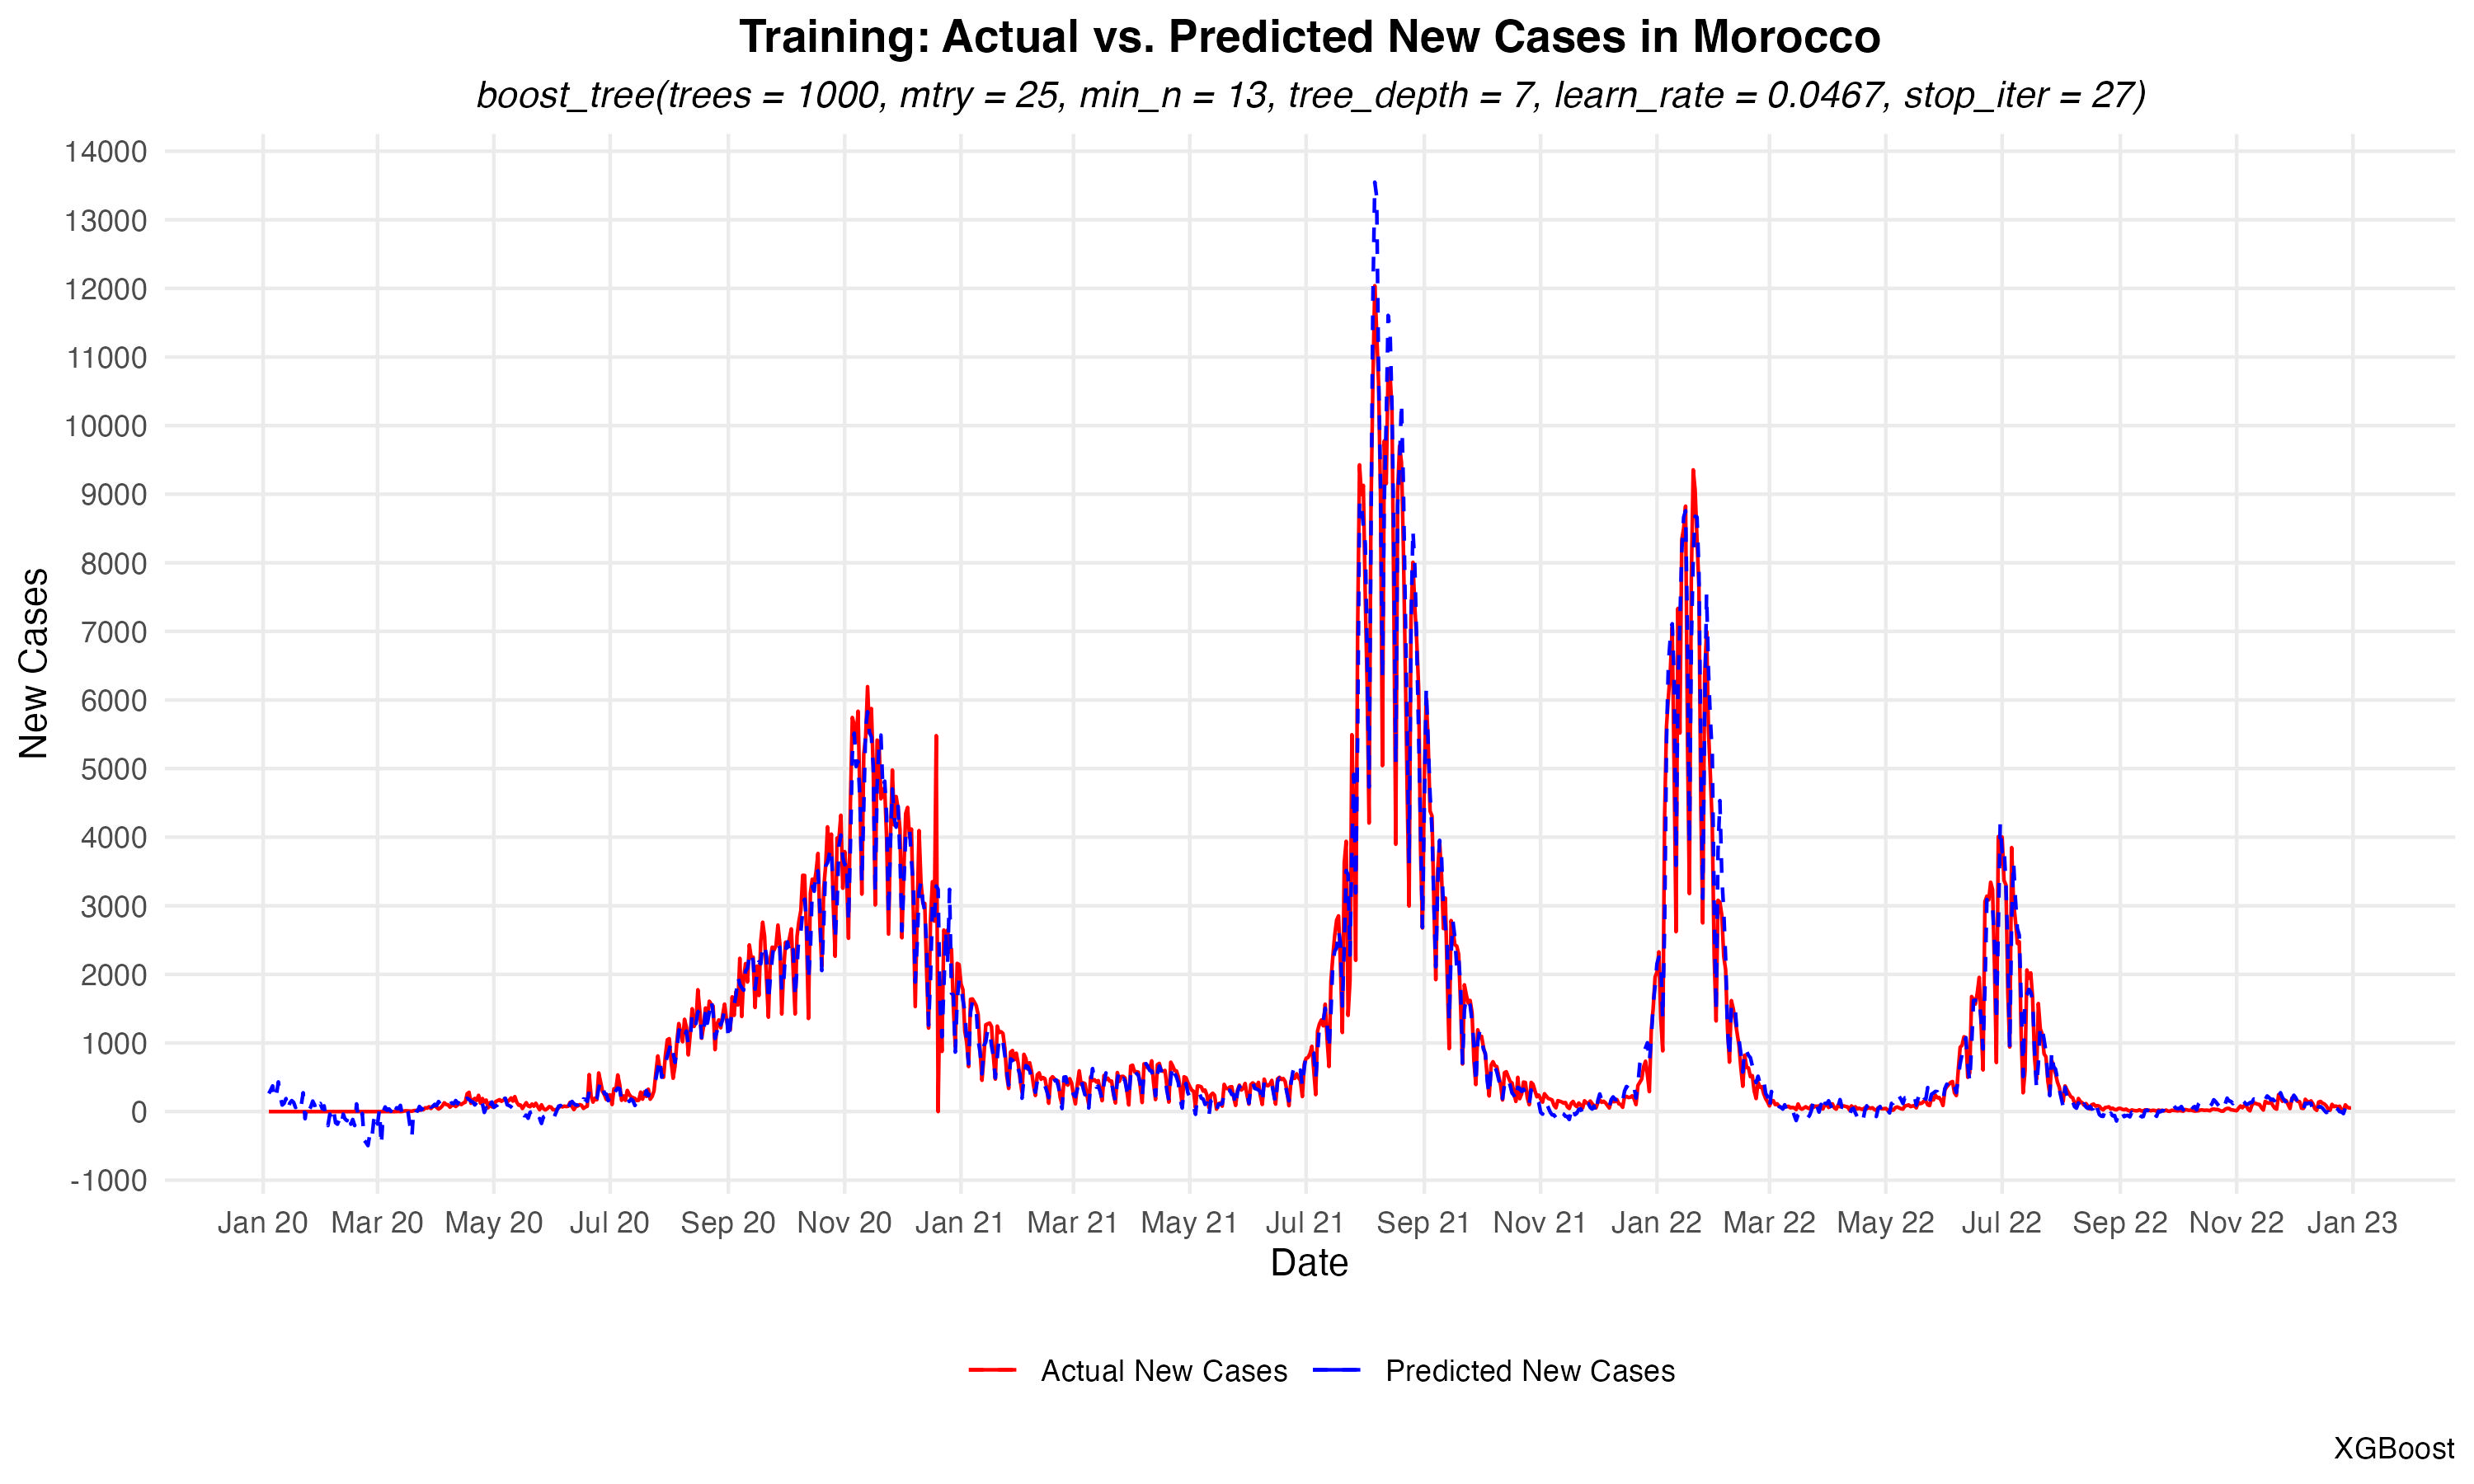 Training: Actual vs. Predicted New Cases in Morocco
boost_tree(trees = 1000, mtry = 25, min_n = 13, tree_depth = 7, learn_rate = 0.0467, stop_iter = 27)
14000
13000
12000
11000
10000
9000
8000
7000
6000
5000
4000
3000
2000
1000
0
-1000
New Cases
Jan 20 Mar 20 May 20 Jul 20 Sep 20 Nov 20 Jan 21 Mar 21 May 21 Jul 21 Sep 21 Nov 21 Jan 22 Mar 22 May 22 Jul 22 Sep 22 Nov 22 Jan 23
Date
Actual New Cases Predicted New Cases
XGBoost